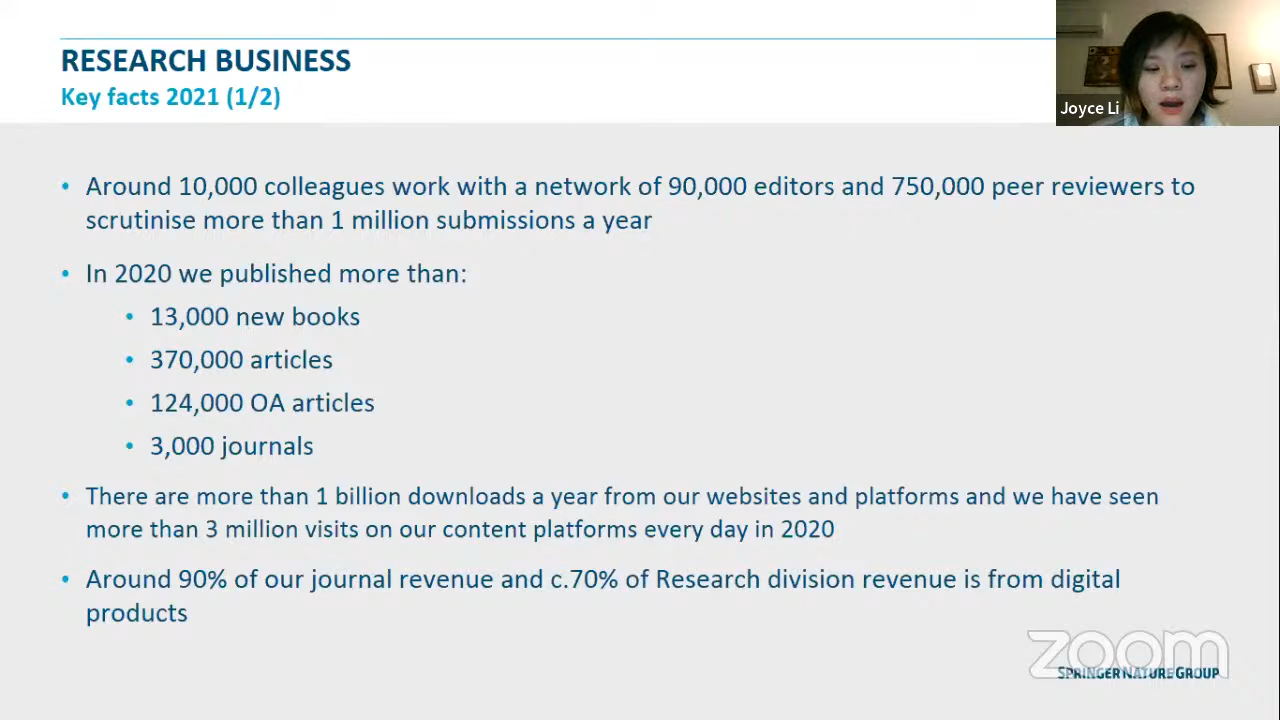 RESEARCH BUSINESS
Key facts 2021 (1/2)
Joyce Li
• Around 10,000 colleagues work with a network of 90,000 editors and 750,000 peer reviewers to
scrutinise more than 1 million submissions a year
• In 2020 we published more than:
• 13,000 new books
• 370,000 articles
• 124,000 OA articles
• 3,000 journals
• There are more than 1 billion downloads a year from our websites and platforms and we have seen
more than 3 million visits on our content platforms every day in 2020
• Around 90% of our journal revenue and c.70% of Research division revenue is from digital
products
zoom
SPRINGER NATURE GROUP